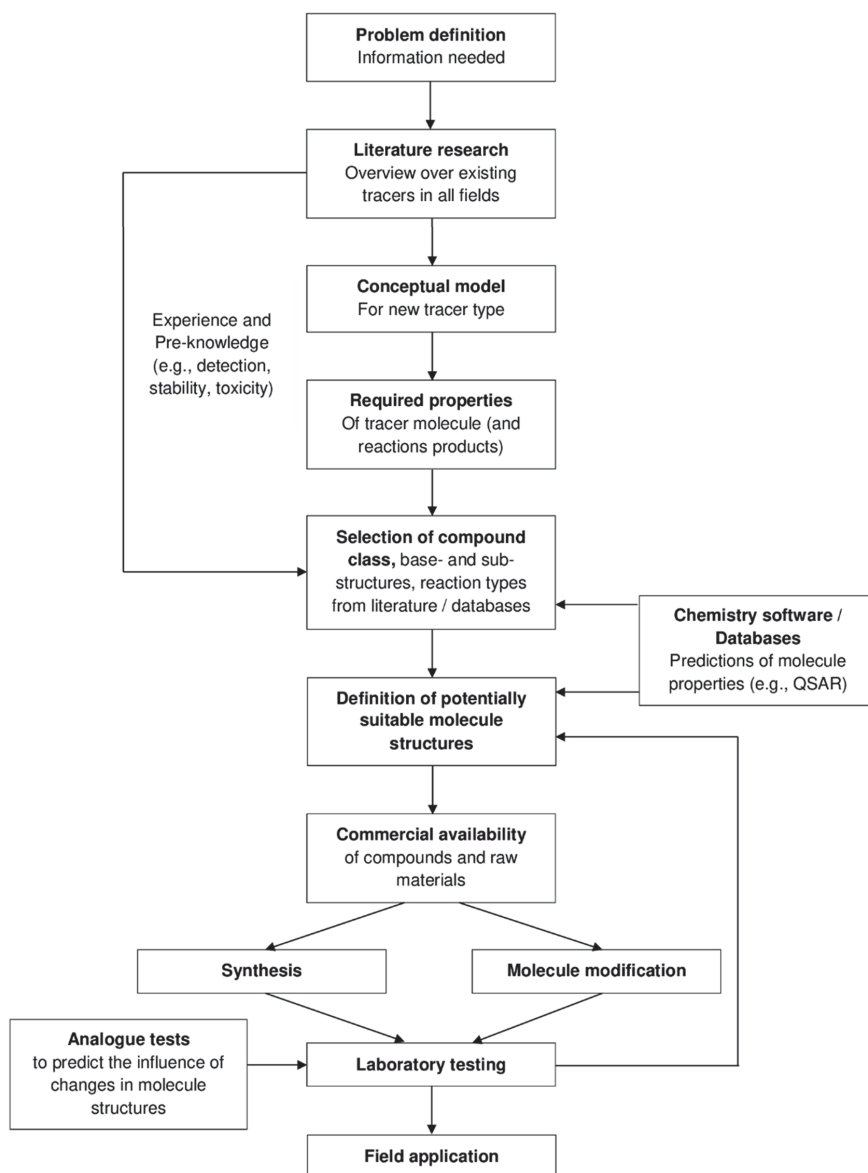 Problem definition
Information needed
Literature research
Overview over existing
tracers in all fields
Conceptual model
For new tracer type
Experience and
Pre-knowledge
(e.g., detection,
stability, toxicity)
Required properties
Of tracer molecule (and
reactions products)
Selection of compound
class, base- and sub-
structures, reaction types
from literature / databases
Chemistry software /
Databases
Predictions of molecule
properties (e.g., QSAR)
Definition of potentially
suitable molecule
structures
Commercial availability
of compounds and raw
materials
Synthesis
Molecule modification
Analogue tests
to predict the influence of
changes in molecule
structures
Laboratory testing
Field application